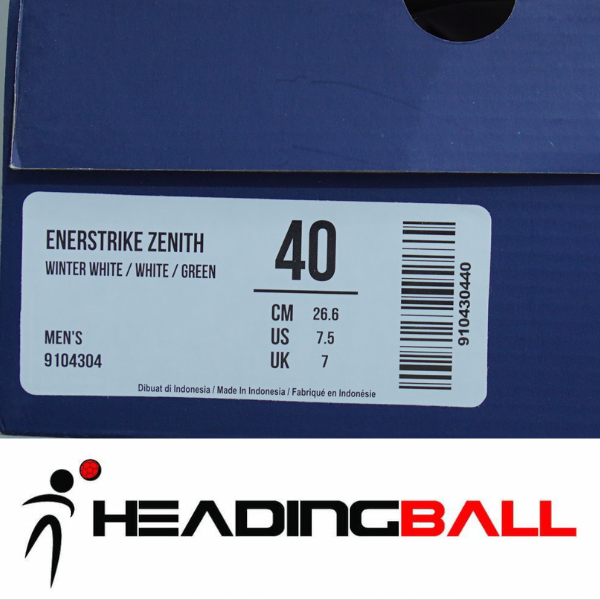 ENERSTRIKE ZENITH
WINTER WHITE / WHITE / GREEN
MEN'S
9104304
40
CM 26.6
US 7.5
UK 7
910430440
Dibuat di Indonesia / Made In Indonesia / Fabriqué en Indonésie
HEADINGBALL